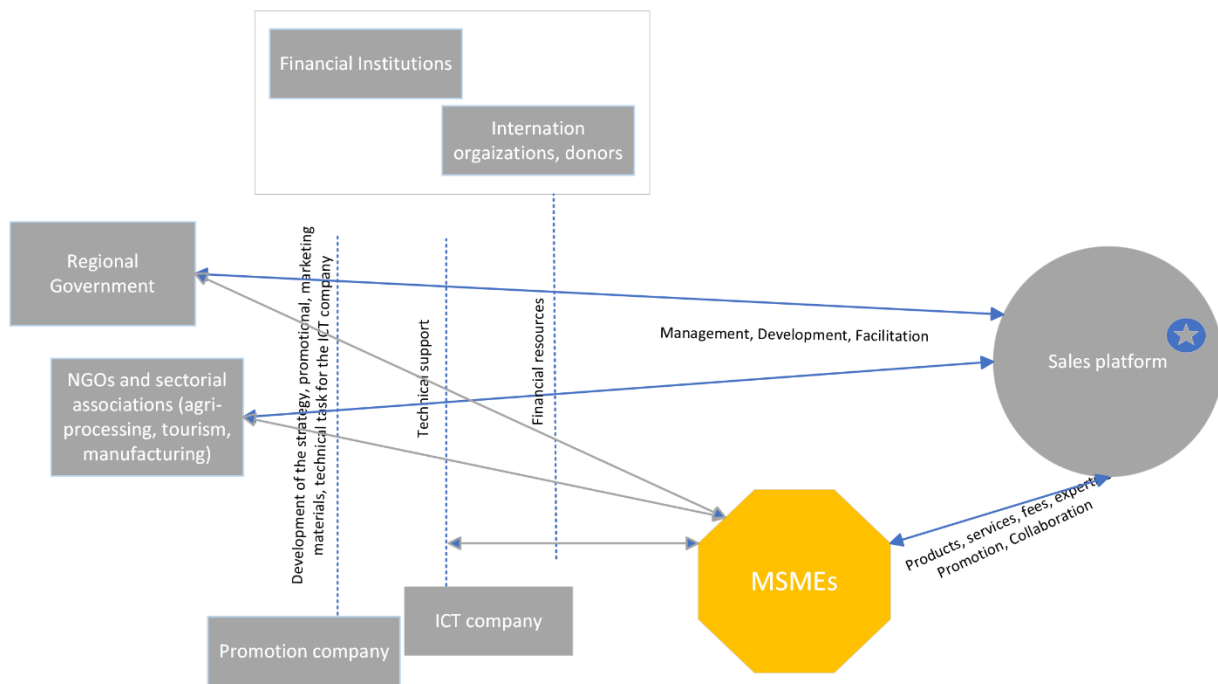 Financial Institutions
Internation
orgaizations, donors
Regional
Government
NGOs and sectorial
associations (agri-
processing, tourism,
manufacturing)
Development of the strategy, promotional, marketing
materials, technical task for the ICT company
Technical support
Financial resources
Management, Development, Facilitation
Sales platform
Products, services, fees,
Promotion, Collaboration
MSMEs
ICT company
Promotion company